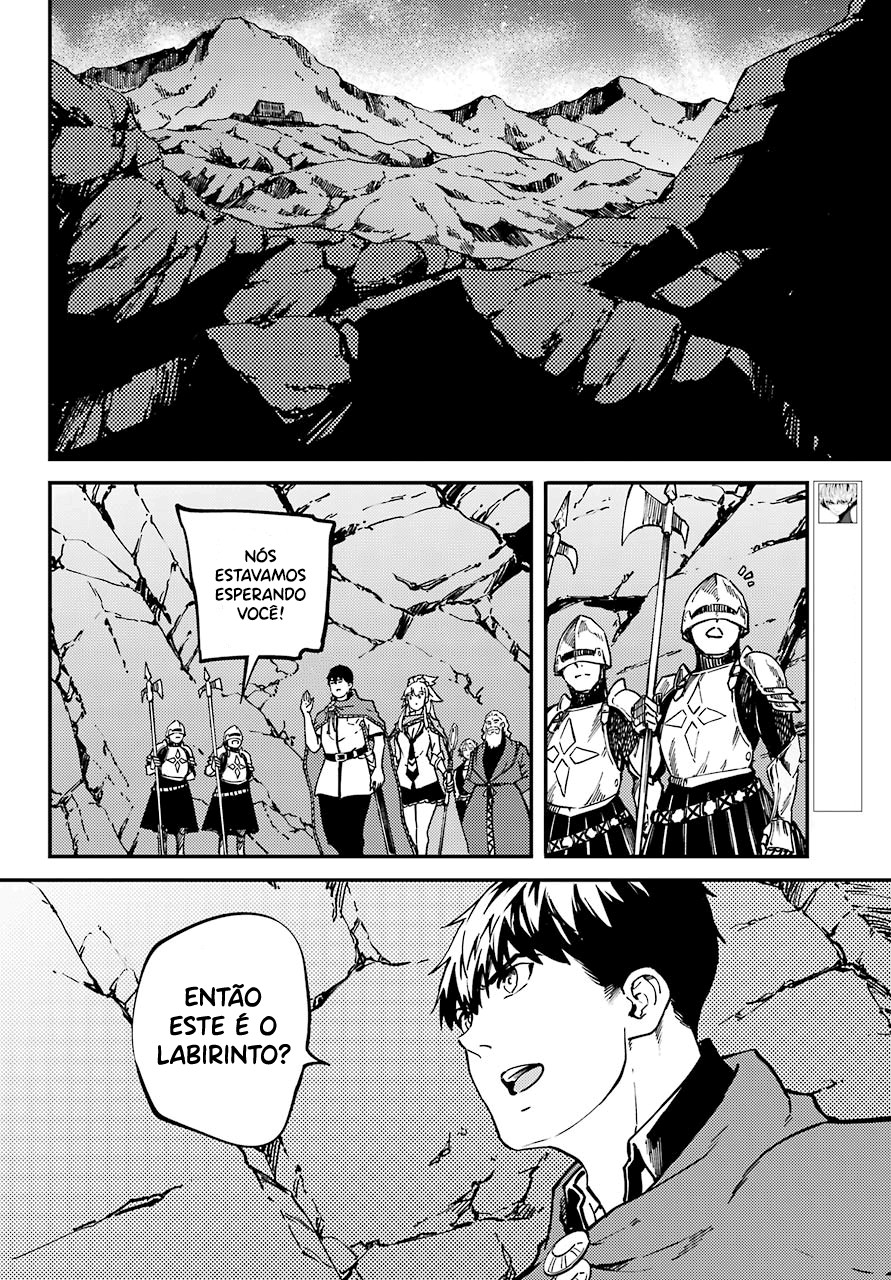 NÓS
ESTAVAMOS
ESPERANDO
VOCÊ!
ENTÃO
ESTE É O
LABIRINTO?